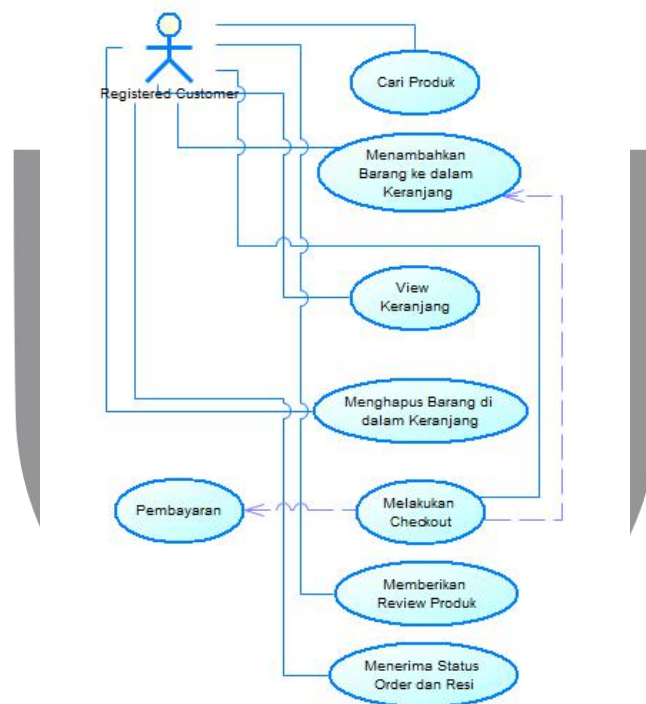 Registered Customer
Cari Produk
Menambahkan
Barang ke dalam
Keranjang
View
Keranjang
Menghapus Barang di
dalam Keranjang
Pembayaran
Melakukan
Checkout
Memberikan
Review Produk
Menerima Status
Order dan Resi